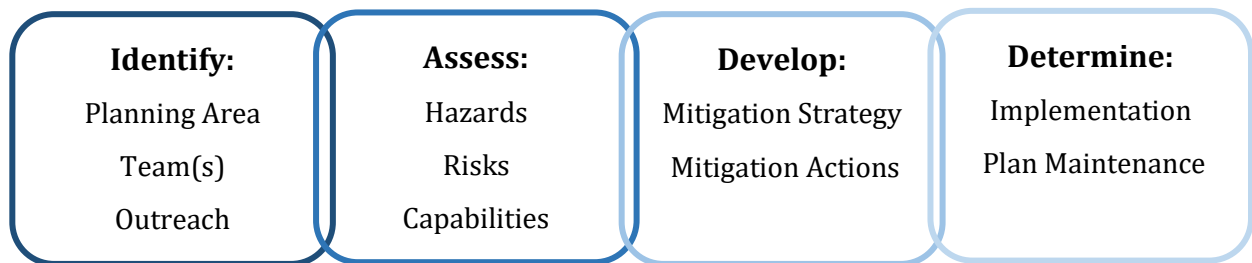 Identify:
Planning Area
Team(s)
Outreach
Assess:
Hazards
Risks
Capabilities
Develop:
Mitigation Strategy
Mitigation Actions
Determine:
Implementation
Plan Maintenance